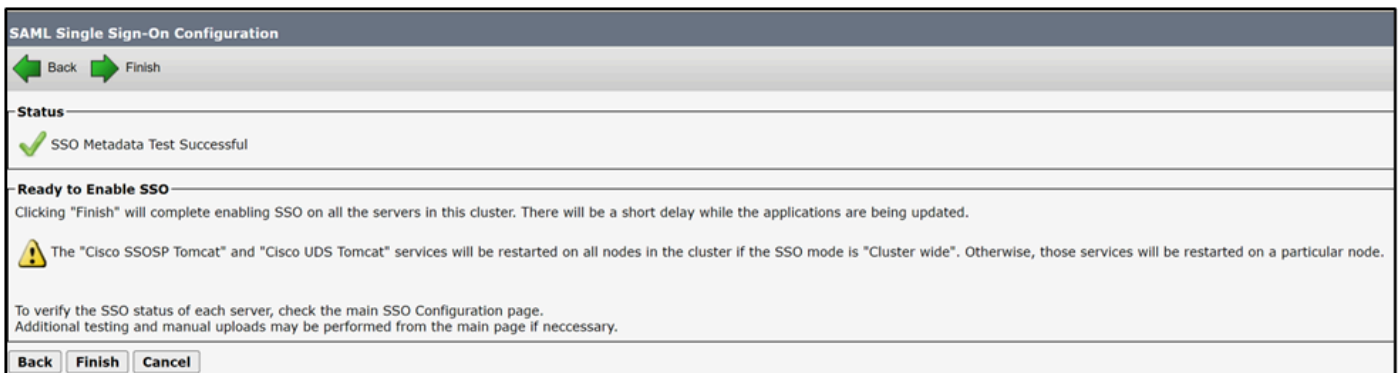 SAML Single Sign-On Configuration
Back Finish
Status
SSO Metadata Test Successful
Ready to Enable SSO
Clicking "Finish" will complete enabling SSO on all the servers in this cluster. There will be a short delay while the applications are being updated.
The "Cisco SSOSP Tomcat" and "Cisco UDS Tomcat" services will be restarted on all nodes in the cluster if the SSO mode is "Cluster wide". Otherwise, those services will be restarted on a particular node.
To verify the SSO status of each server, check the main SSO Configuration page.
Additional testing and manual uploads may be performed from the main page if neccessary.
Back Finish Cancel